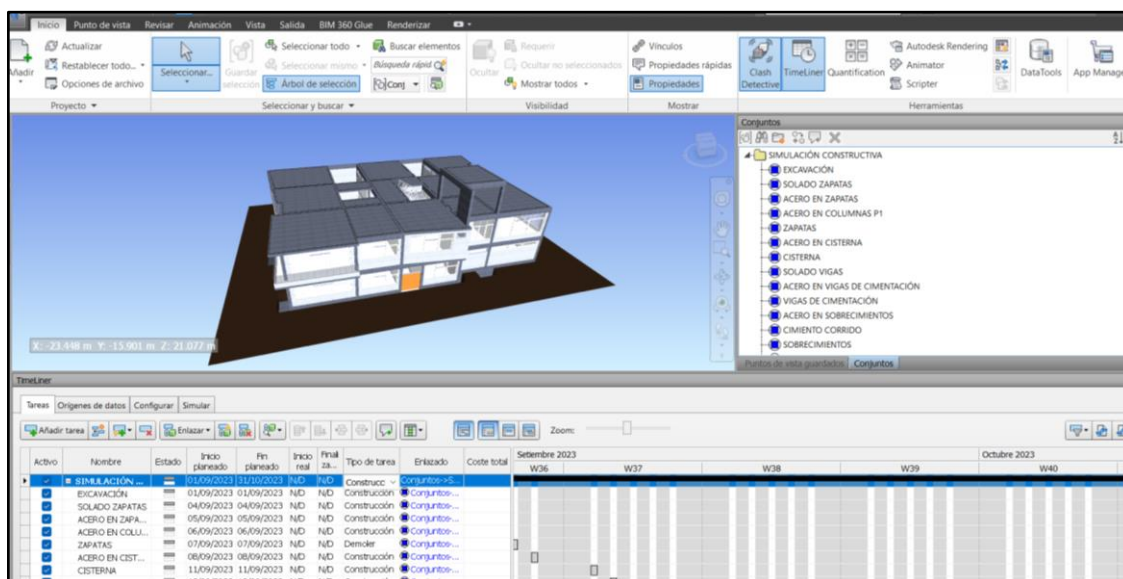 Inicio Punto de vista Revisar Animación Vista Salida BIM 360 Glue Renderizar
Añadir
Actualizar
Restablecer todo...
Opciones de archivo
Proyecto
Seleccionar...
Guardar selección
Seleccionar todo
Seleccionar mismo
Árbol de selección
Buscar elementos
Búsqueda rápid
Conj
Seleccionar y buscar
Ocultar
Requerir
Ocultar no seleccionados
Mostrar todos
Visibilidad
Vínculos
Propiedades rápidas
Propiedades
Mostrar
Clash Detective
TimeLiner
Quantification
Autodesk Rendering
Animator
Scripter
DataTools
App Manage
Herramientas
X: -23.448 m Y: -15.901 m Z: 21.077 m
Conjuntos
SIMULACIÓN CONSTRUCTIVA
EXCAVACIÓN
SOLADO ZAPATAS
ACERO EN ZAPATAS
ACERO EN COLUMNAS P1
ZAPATAS
ACERO EN CISTERNA
CISTERNA
SOLADO VIGAS
ACERO EN VIGAS DE CIMENTACIÓN
VIGAS DE CIMENTACIÓN
ACERO EN SOBRECIMIENTOS
CIMIENTO CORRIDO
SOBRECIMIENTOS
Puntos de vista guardados Conjuntos
TimeLiner
Tareas Orígenes de datos Configurar Simular
Añadir tarea Enlazar Zoom:
Activo Nombre Estado Inicio planeado Fin planeado Inicio real Final za... Tipo de tarea Enlazado Coste total
Setiembre 2023 Octubre 2023
W36 W37 W38 W39 W40
SIMULACIÓN ... 01/09/2023 31/10/2023 N/D N/D Construcc Conjuntos->S...
EXCAVACIÓN 01/09/2023 01/09/2023 N/D N/D Construcción Conjuntos-...
SOLADO ZAPATAS 04/09/2023 04/09/2023 N/D N/D Construcción Conjuntos-...
ACERO EN ZAPA... 05/09/2023 05/09/2023 N/D N/D Construcción Conjuntos-...
ACERO EN COLU... 06/09/2023 06/09/2023 N/D N/D Construcción Conjuntos-...
ZAPATAS 07/09/2023 07/09/2023 N/D N/D Demoler Conjuntos-...
ACERO EN CIST... 08/09/2023 08/09/2023 N/D N/D Construcción Conjuntos-...
CISTERNA 11/09/2023 11/09/2023 N/D N/D Construcción Conjuntos-...